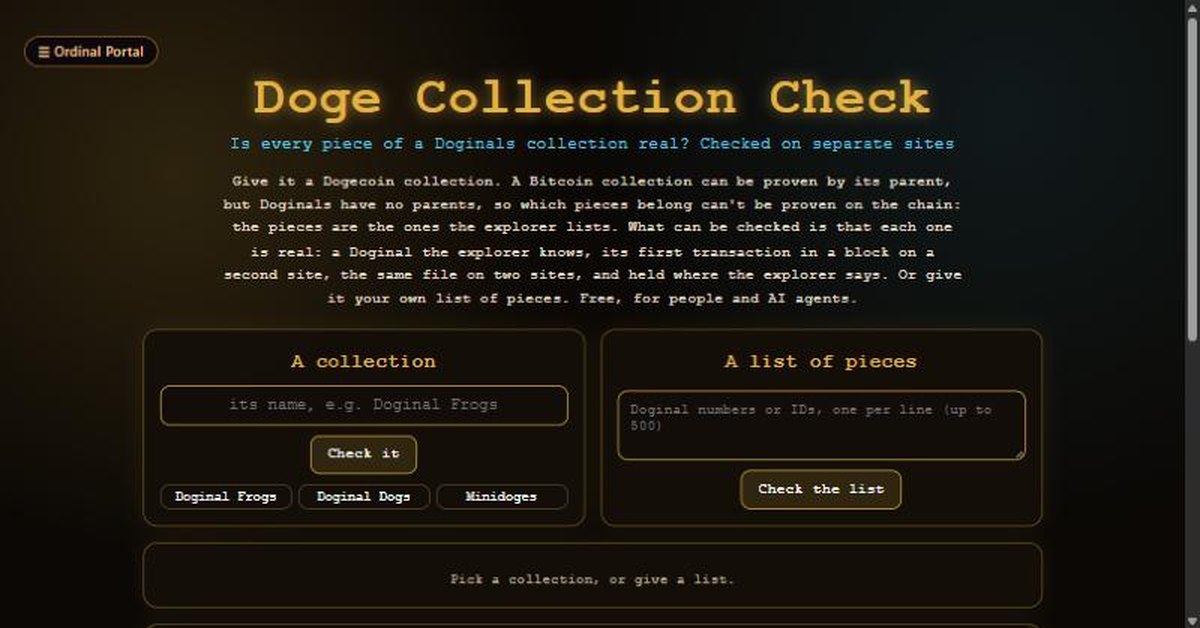 ☰ Ordinal Portal
Doge Collection Check
Is every piece of a Doginals collection real? Checked on separate sites
Give it a Dogecoin collection. A Bitcoin collection can be proven by its parent,
but Doginals have no parents, so which pieces belong can't be proven on the chain:
the pieces are the ones the explorer lists. What can be checked is that each one
is real: a Doginal the explorer knows, its first transaction in a block on a
second site, the same file on two sites, and held where the explorer says. Or give
it your own list of pieces. Free, for people and AI agents.
A collection
its name, e.g. Doginal Frogs
Check it
Doginal Frogs
Doginal Dogs
Minidoges
A list of pieces
Doginal numbers or IDs, one per line (up to
500)
Check the list
Pick a collection, or give a list.